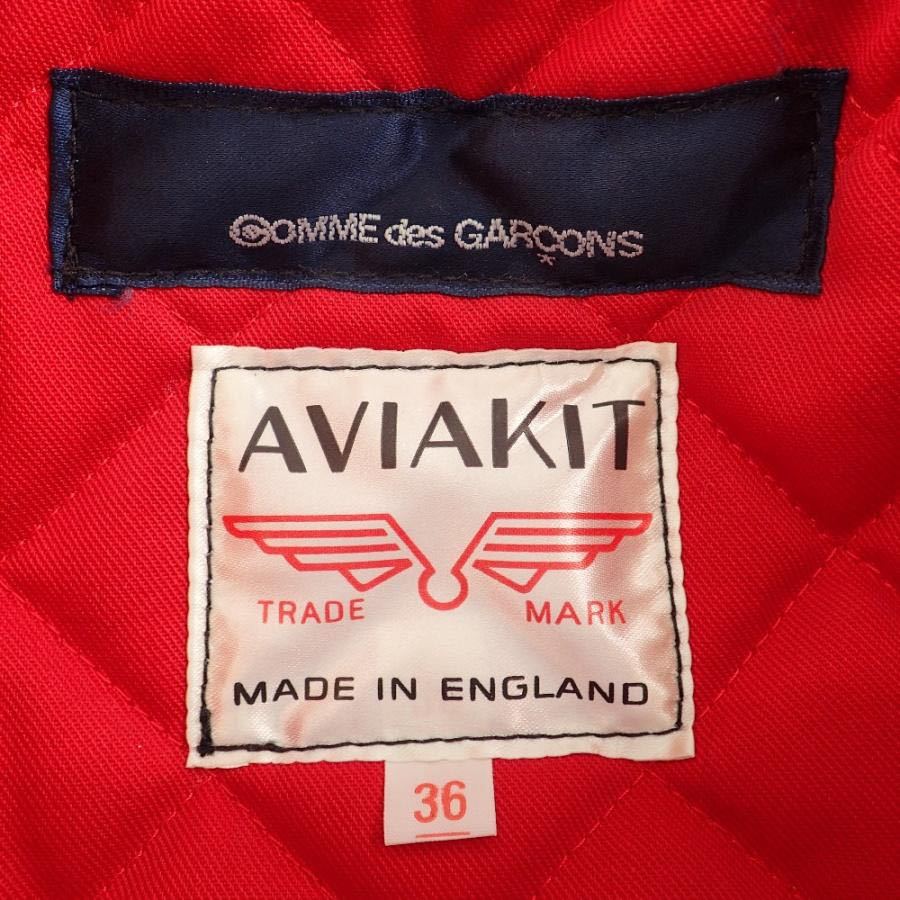 COMME des GARÇONS
AVIAKIT
TRADE MARK
MADE IN ENGLAND
36